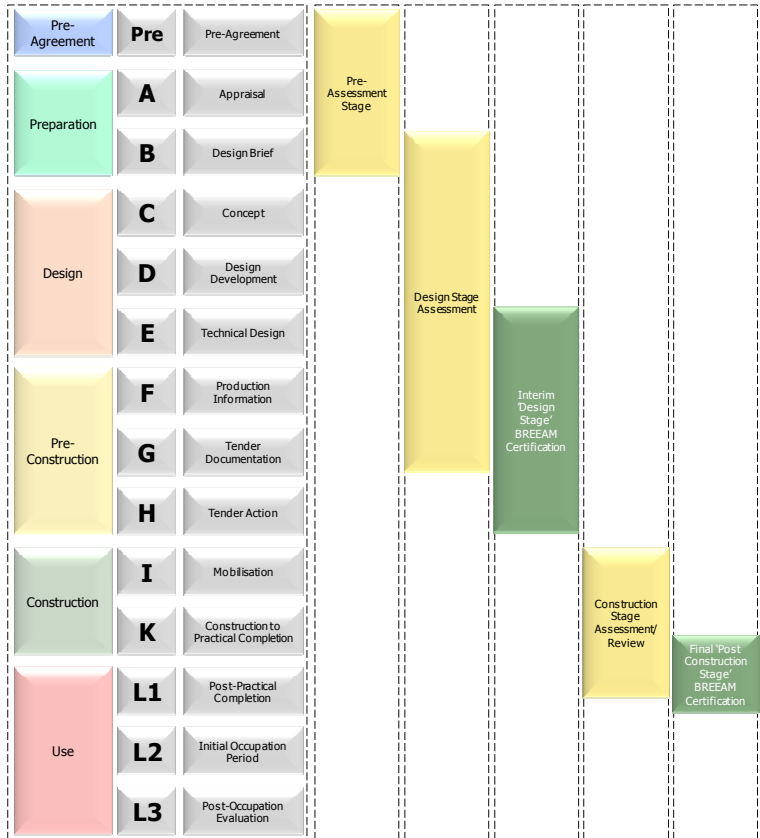 Pre-
Agreement
Pre
Pre-Agreement
Preparation
A
Appraisal
B
Design Brief
Design
C
Concept
D
Design
Development
E
Technical Design
Pre-
Construction
F
Production
Information
G
Tender
Documentation
H
Tender Action
Construction
I
Mobilisation
K
Construction to
Practical Completion
Use
L1
Post-Practical
Completion
L2
Initial Occupation
Period
L3
Post-Occupation
Evaluation
Pre-
Assessment
Stage
Design Stage
Assessment
Interim
‘Design
Stage’
BREEAM
Certification
Construction
Stage
Assessment/
Review
Final ‘Post
Construction
Stage’
BREEAM
Certification